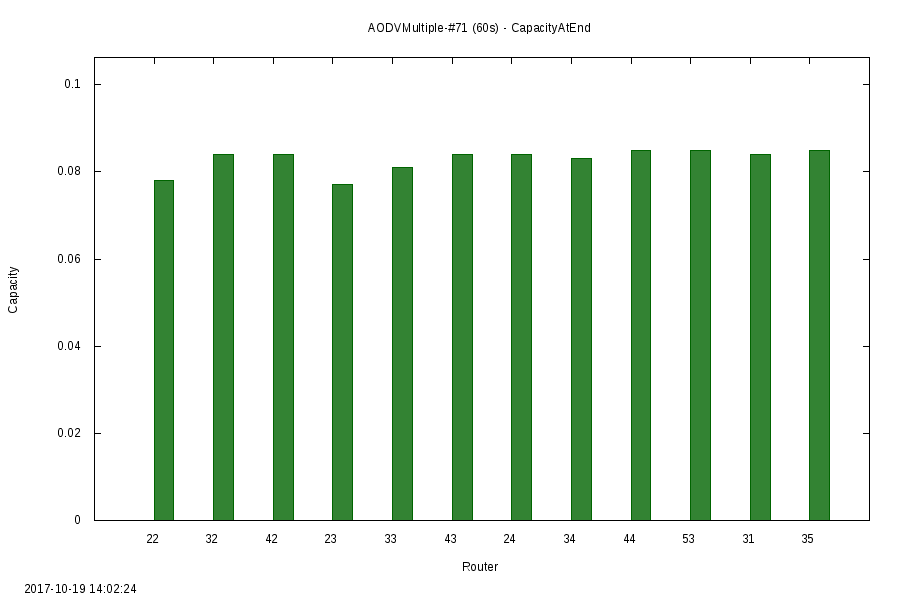 AODVMultiple-#71 (60s) - CapacityAtEnd
0.1
0.08
0.06
0.04
0.02
0
Capacity
22 32 42 23 33 43 24 34 44 53 31 35
Router
2017-10-19 14:02:24